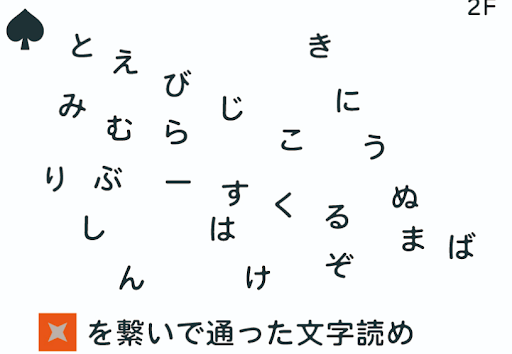 2F
と え び き
み む ら じ こ に う
り ぶ ー す く る ぬ
し は ま ば
ん け ぞ
を繋いで通った文字読め